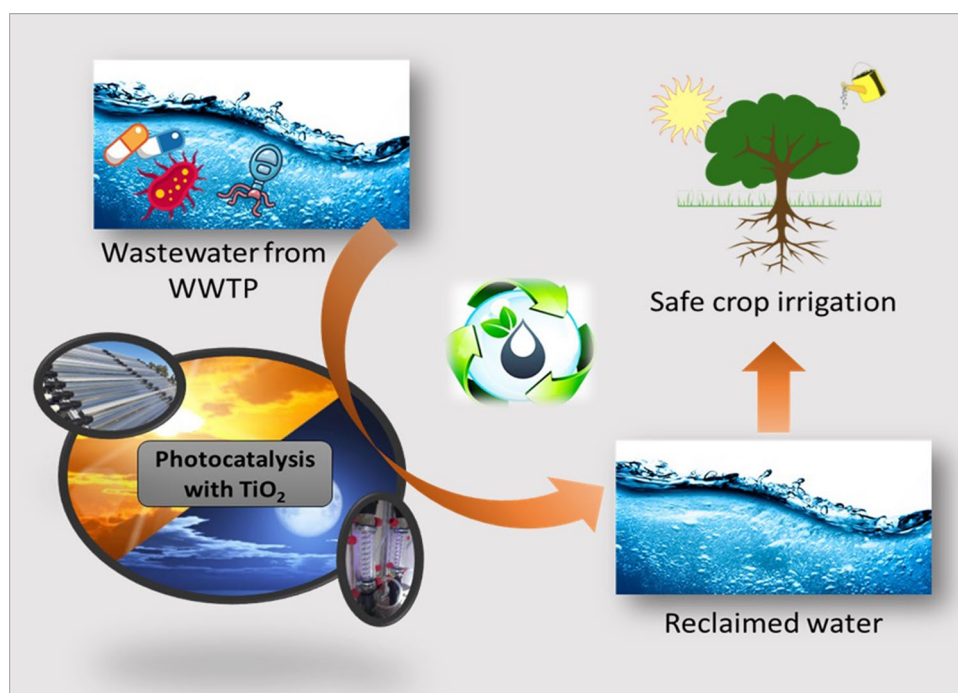 Wastewater from
WWTP
Photocatalysis
with TiO₂
Safe crop irrigation
Reclaimed water